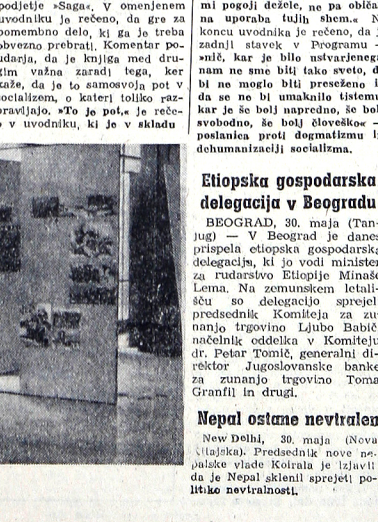 podjetje »Saga«. V omenjenem
uvodniku je rečeno, da gre za
pomembno delo, ki ga je treba
obvezno prebrati. Komentar po-
udarja, da je knjiga med dru-
gim važna zaradi tega, ker
kaže, da je to samosvoja pot v
socializem, o kateri toliko raz-
pravljajo. »To je pot,« je reče-
o v uvodniku, ki je v skladu
mi pogoji dežele, ne pa občа-
na uporaba tujih shem.« N
koncu uvodnika je rečeno, da j
zadnji stavek v Programu -
»nič, kar je bilo ustvarjeneg
nam ne sme biti tako sveto, d
bi ne moglo biti preseženo i
da se ne bi umaknilo tistemu
kar je še bolj napredno, še bol
svobodno, še bolj človeško« -
poslanica proti dogmatizmu i
dehumanizaciji socializma.
Etiopska gospodarska
delegacija v Beogradu
BEOGRAD, 30. maja (Tan-
jug) — V Beograd je danes
prispela etiopska gospodarska
delegacija, ki jo vodi minister
za rudarstvo Etiopije Minaše
Lema. Na zemunskem letali-
šču so delegacijo sprejel
predsednik Komiteja za zu-
nanjo trgovino Ljubo Babič
načelnik oddelka v Komiteju
dr. Petar Tomič, generalni di-
rektor Jugoslovanske banke
za zunanjo trgovino Toma
Granfil in drugi.
Nepal ostane nevtralen
New Delhi, 30. maja (Nova
Kitajska). Predsednik nove ne-
palske vlade Koirala je izjavil
da je Nepal sklenil sprejeti po-
litiko nevtralnosti.